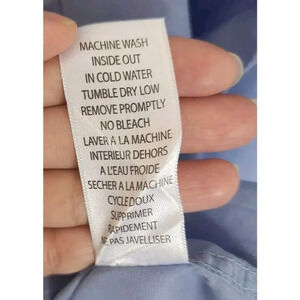 MACHINE WASH
INSIDE OUT
IN COLD WATER
TUMBLE DRY LOW
REMOVE PROMPTLY
NO BLEACH
LAVER A LA MACHINE
INTERIEUR DEHORS
A L'EAU FROIDE
SECHER A LA MACHINE
CYCLE DOUX
SUPPRIMER
RAPIDEMENT
NE PAS JAVELLISER